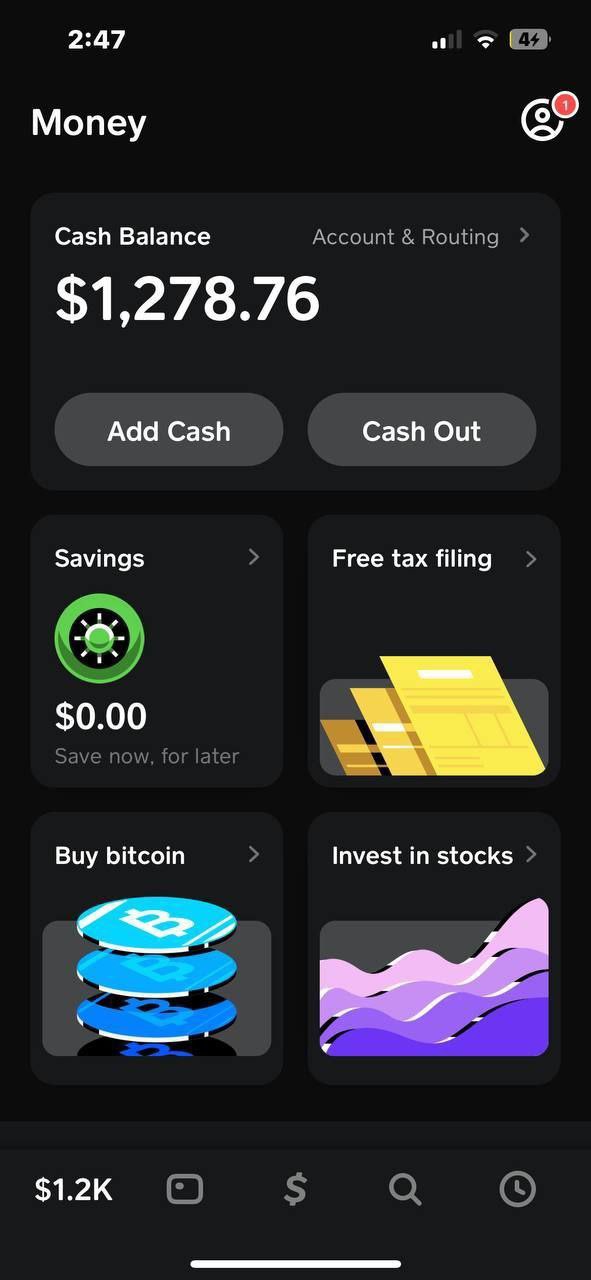 2:47
4
Money
1
Cash Balance
Account & Routing
$1,278.76
Add Cash
Cash Out
Savings
Free tax filing
$0.00
Save now, for later
Buy bitcoin
Invest in stocks
$1.2K
$